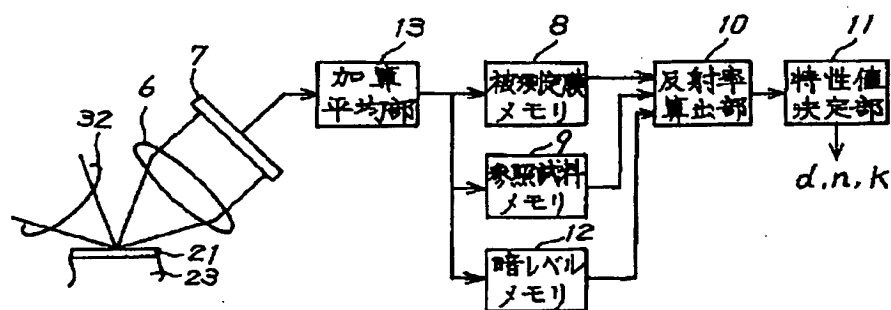 13
加算
平均部
8
被測定膜
メモリ
10
反射率
算出部
11
特性値
決定部
d,n,k
9
参照試料
メモリ
12
暗レベル
メモリ
7
6
32
21
23